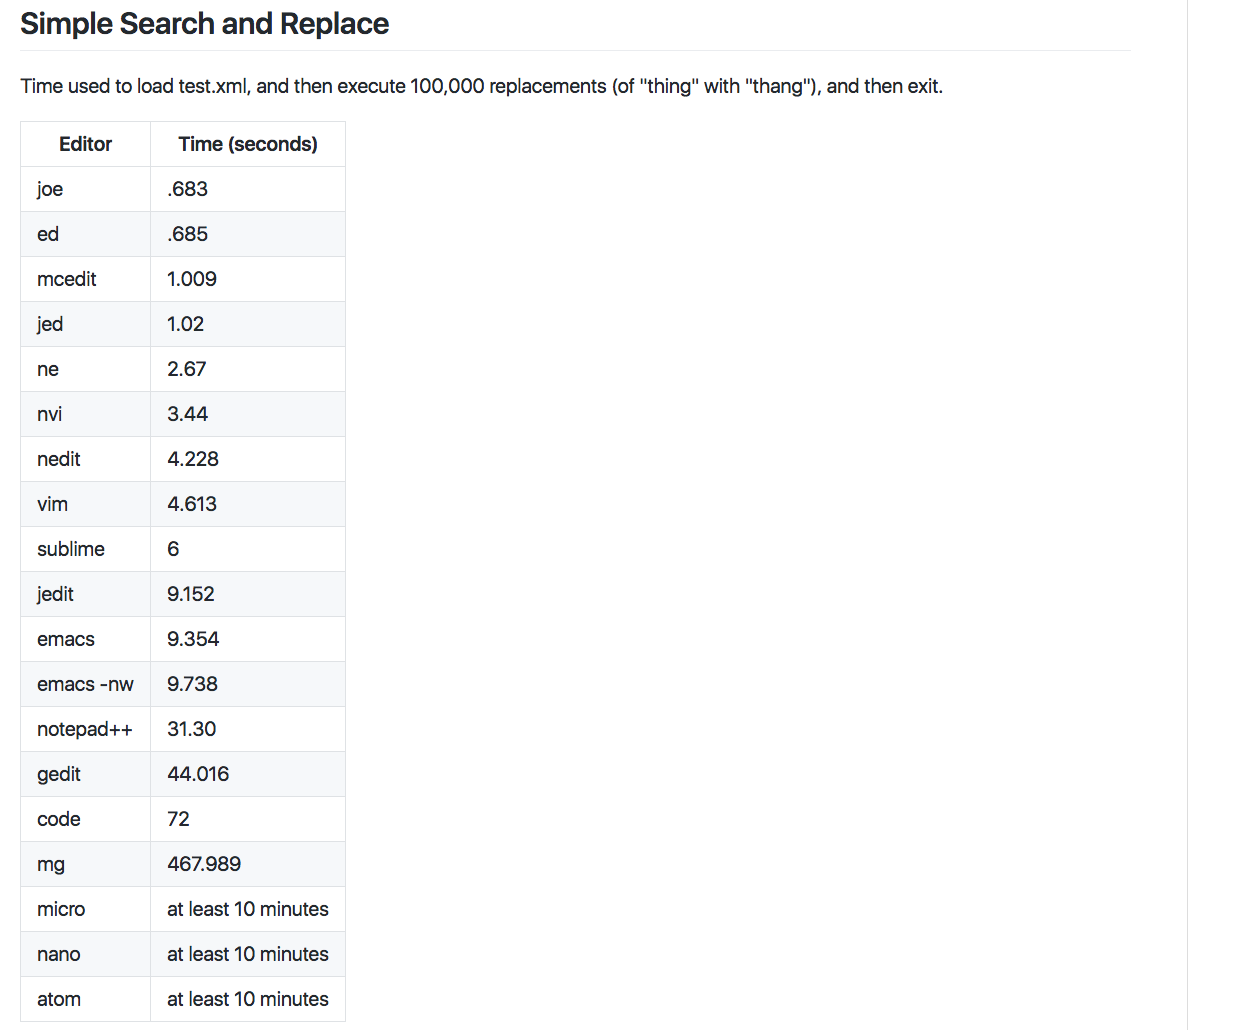 Simple Search and Replace
Time used to load test.xml, and then execute 100,000 replacements (of "thing" with "thang"), and then exit.
Editor Time (seconds)
joe .683
ed .685
mcedit 1.009
jed 1.02
ne 2.67
nvi 3.44
nedit 4.228
vim 4.613
sublime 6
jedit 9.152
emacs 9.354
emacs -nw 9.738
notepad++ 31.30
gedit 44.016
code 72
mg 467.989
micro at least 10 minutes
nano at least 10 minutes
atom at least 10 minutes